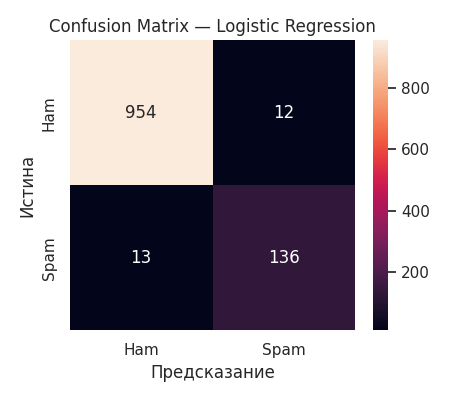 Confusion Matrix — Logistic Regression
Истина
Ham
954
12
Spam
13
136
Ham
Spam
Предсказание
800
600
400
200